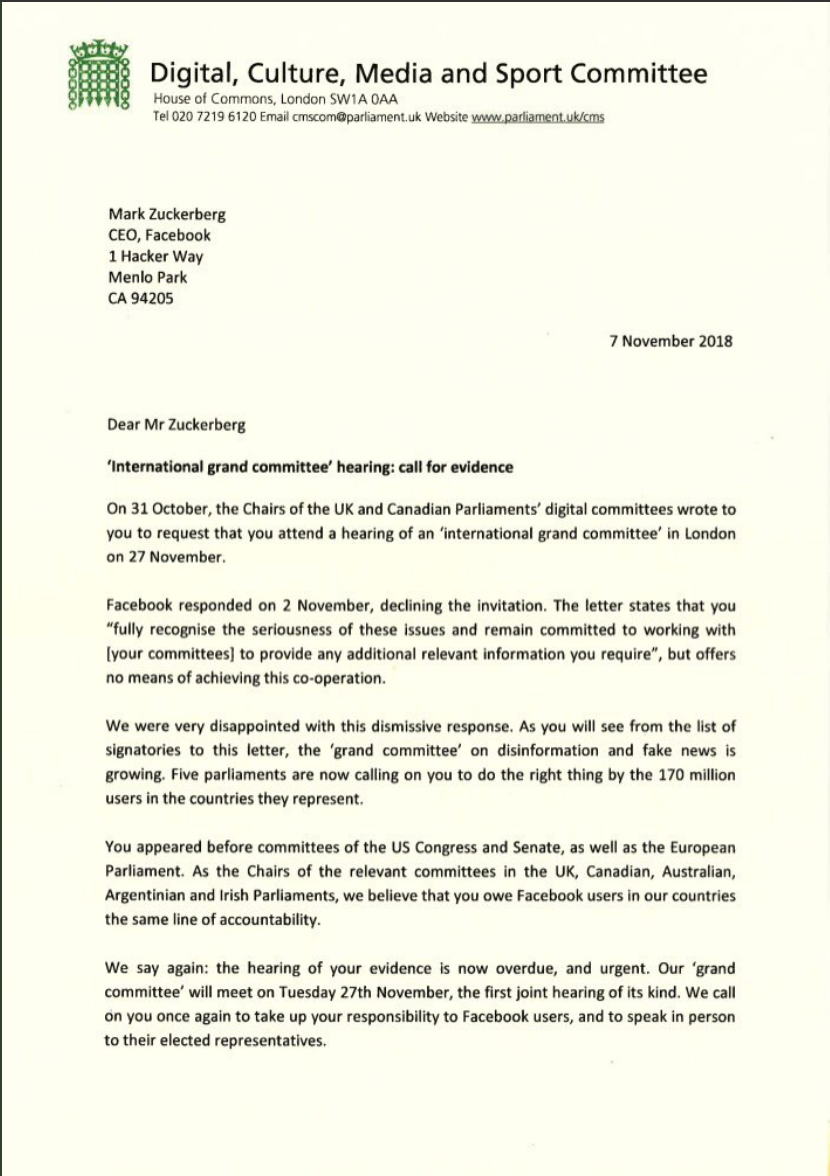 Digital, Culture, Media and Sport Committee
House of Commons, London SW1A 0AA
Tel 020 7219 6120 Email cmscom@parliament.uk Website www.parliament.uk/cms
Mark Zuckerberg
CEO, Facebook
1 Hacker Way
Menlo Park
CA 94205
7 November 2018
Dear Mr Zuckerberg
‘International grand committee’ hearing: call for evidence
On 31 October, the Chairs of the UK and Canadian Parliaments’ digital committees wrote to
you to request that you attend a hearing of an ‘international grand committee’ in London
on 27 November.
Facebook responded on 2 November, declining the invitation. The letter states that you
“fully recognise the seriousness of these issues and remain committed to working with
[your committees] to provide any additional relevant information you require”, but offers
no means of achieving this co-operation.
We were very disappointed with this dismissive response. As you will see from the list of
signatories to this letter, the ‘grand committee’ on disinformation and fake news is
growing. Five parliaments are now calling on you to do the right thing by the 170 million
users in the countries they represent.
You appeared before committees of the US Congress and Senate, as well as the European
Parliament. As the Chairs of the relevant committees in the UK, Canadian, Australian,
Argentinian and Irish Parliaments, we believe that you owe Facebook users in our countries
the same line of accountability.
We say again: the hearing of your evidence is now overdue, and urgent. Our ‘grand
committee’ will meet on Tuesday 27th November, the first joint hearing of its kind. We call
on you once again to take up your responsibility to Facebook users, and to speak in person
to their elected representatives.